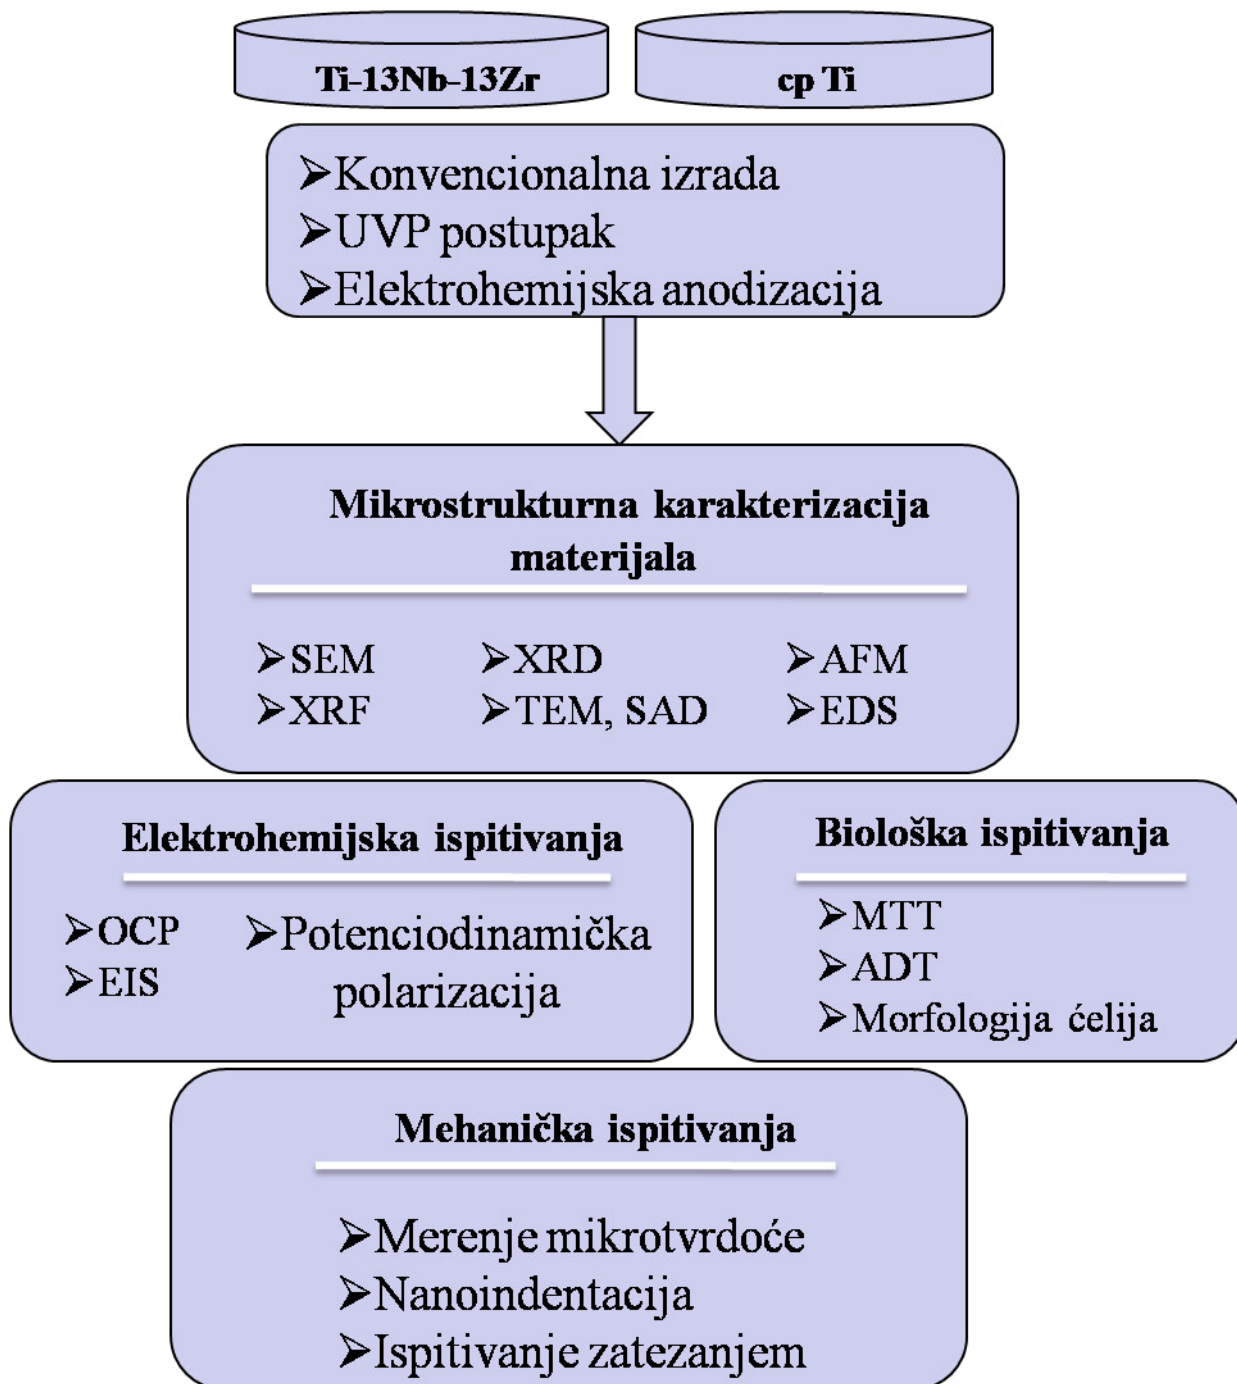 Ti-13Nb-13Zr
cp Ti
➢Konvencionalna izrada
➢UVP postupak
➢Elektrohemijska anodizacija
Mikrostrukturna karakterizacija
materijala
➢SEM ➢XRD ➢AFM
➢XRF ➢TEM, SAD ➢EDS
Elektrohemijska ispitivanja
➢OCP
➢EIS
➢Potenciodinamička
polarizacija
Biološka ispitivanja
➢MTT
➢ADT
➢Morfologija ćelija
Mehanička ispitivanja
➢Merenje mikrotvrdoće
➢Nanoindentacija
➢Ispitivanje zatezanjem